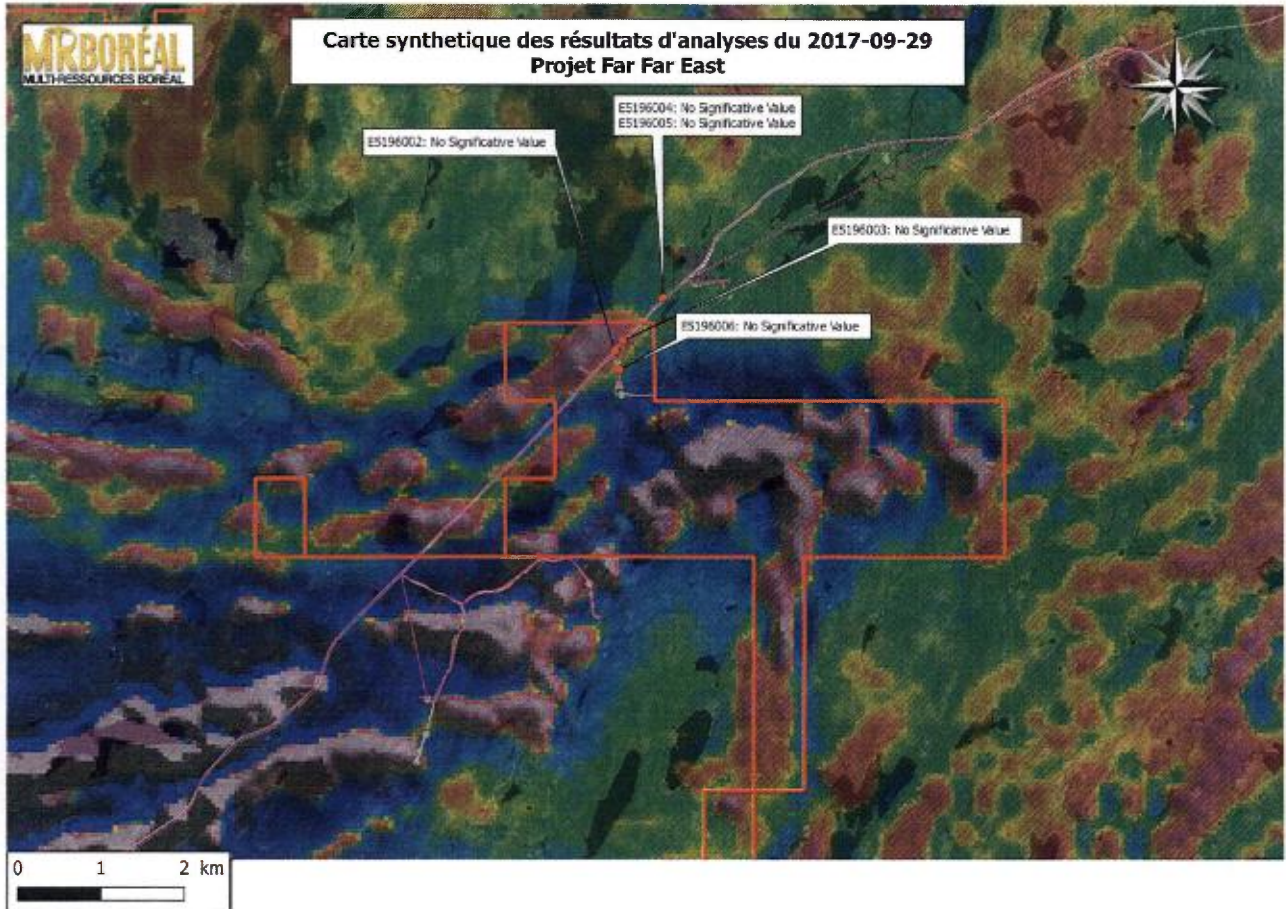 MRBORÉAL
MULTI-RESSOURCES BORÉAL
Carte synthetique des résultats d'analyses du 2017-09-29
Projet Far Far East
E5196004: No Significative Value
E5196005: No Significative Value
E5196002: No Significative Value
E5196003: No Significative Value
E5196006: No Significative Value
0 1 2 km